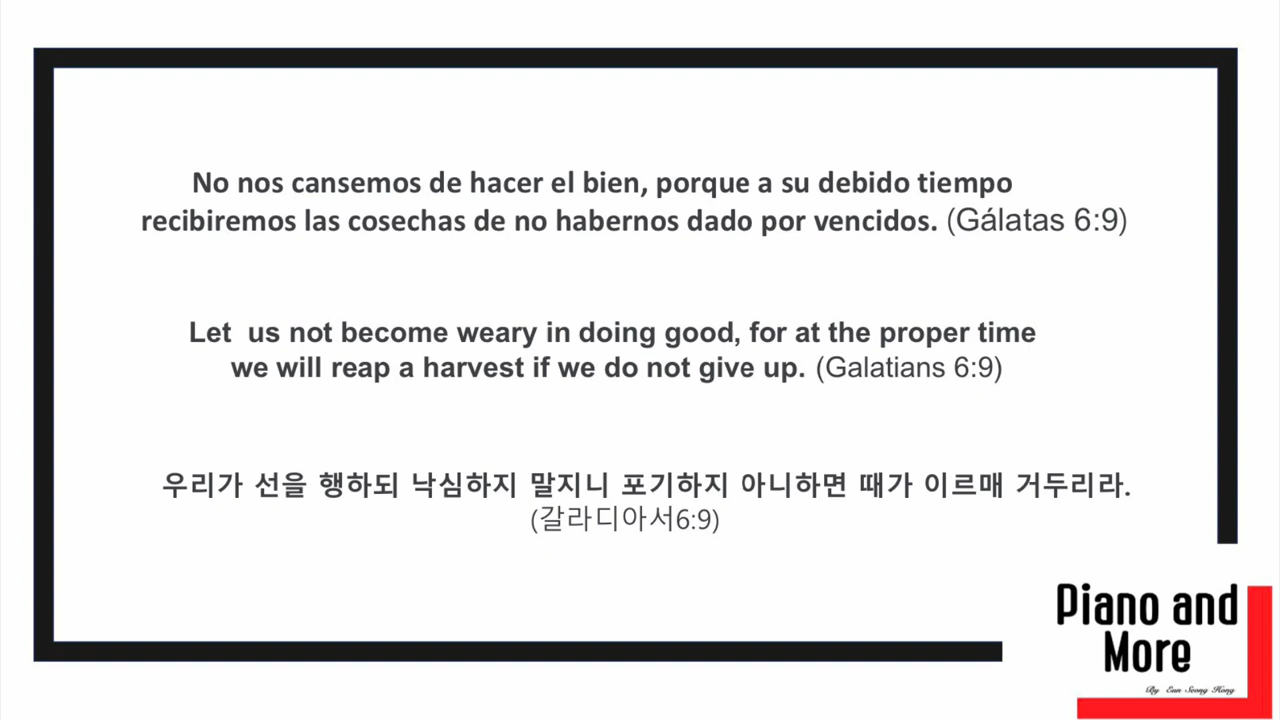 No nos cansemos de hacer el bien, porque a su debido tiempo
recibiremos las cosechas de no habernos dado por vencidos. (Gálatas 6:9)
Let  us not become weary in doing good, for at the proper time
we will reap a harvest if we do not give up. (Galatians 6:9)
우리가 선을 행하되 낙심하지 말지니 포기하지 아니하면 때가 이르매 거두리라.
(갈라디아서6:9)
Piano and
More
By Eun Seong Hong